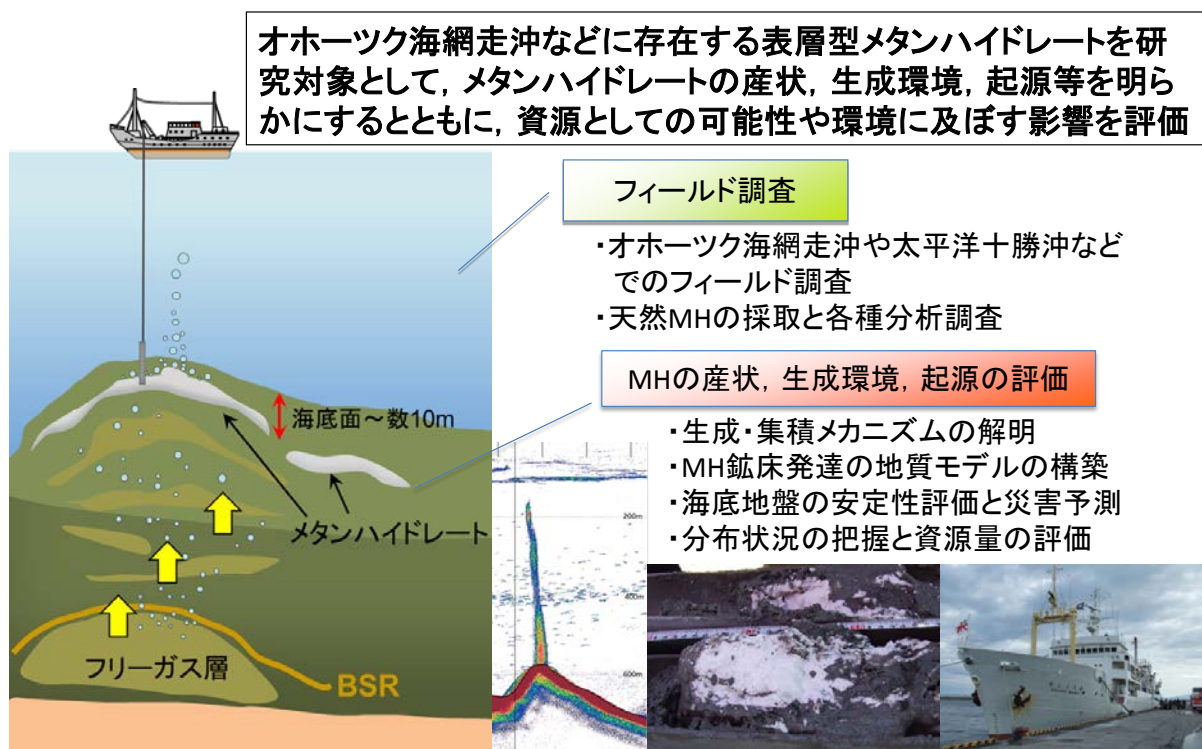 オホーツク海網走沖などに存在する表層型メタンハイドレートを研
究対象として，メタンハイドレートの産状，生成環境，起源等を明ら
かにするとともに，資源としての可能性や環境に及ぼす影響を評価
フィールド調査
・オホーツク海網走沖や太平洋十勝沖など
でのフィールド調査
・天然MHの採取と各種分析調査
MHの産状，生成環境，起源の評価
・生成・集積メカニズムの解明
・MH鉱床発達の地質モデルの構築
・海底地盤の安定性評価と災害予測
・分布状況の把握と資源量の評価
海底面～数10m
メタンハイドレート
フリーガス層
BSR
200m
400m
600m